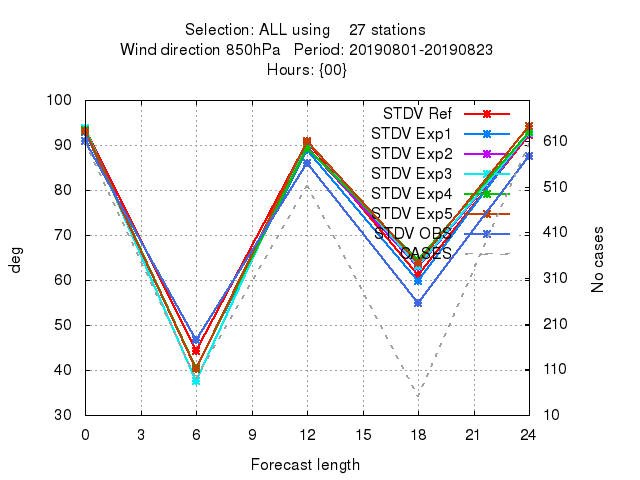 Selection: ALL using    27 stations
Wind direction 850hPa   Period: 20190801-20190823
Hours: {00}
100
90
80
70
60
50
40
30
deg
STDV Ref
STDV Exp1
STDV Exp2
STDV Exp3
STDV Exp4
STDV Exp5
STDV OBS
CASES
610
510
410
310
210
110
10
No cases
0 3 6 9 12 15 18 21 24
Forecast length